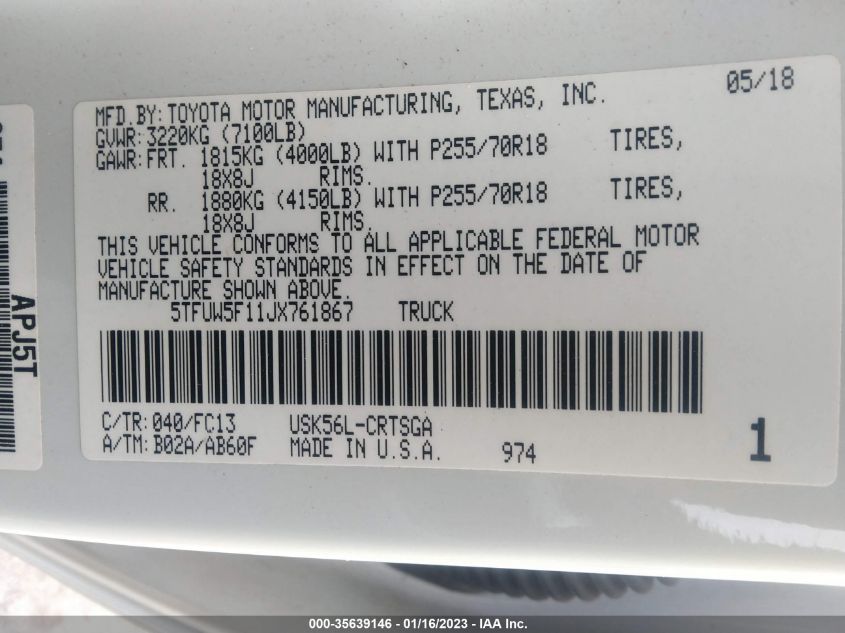 MFD.BY: TOYOTA MOTOR MANUFACTURING, TEXAS, INC. 05/18
GVWR: 3220KG (7100LB)
GAWR: FRT. 1815KG (4000LB) WITH P255/70R18 TIRES,
18X8J RIMS.
RR. 1880KG (4150LB) WITH P255/70R18 TIRES,
18X8J RIMS.
THIS VEHICLE CONFORMS TO ALL APPLICABLE FEDERAL MOTOR
VEHICLE SAFETY STANDARDS IN EFFECT ON THE DATE OF
MANUFACTURE SHOWN ABOVE.
5TFUW5F11JX761867 TRUCK
C/TR: 040/FC13 USK56L-CRTSGA
A/TM: B02A/AB60F MADE IN U.S.A. 974 1
APJ5T
000-35639146 - 01/16/2023 - IAA Inc.